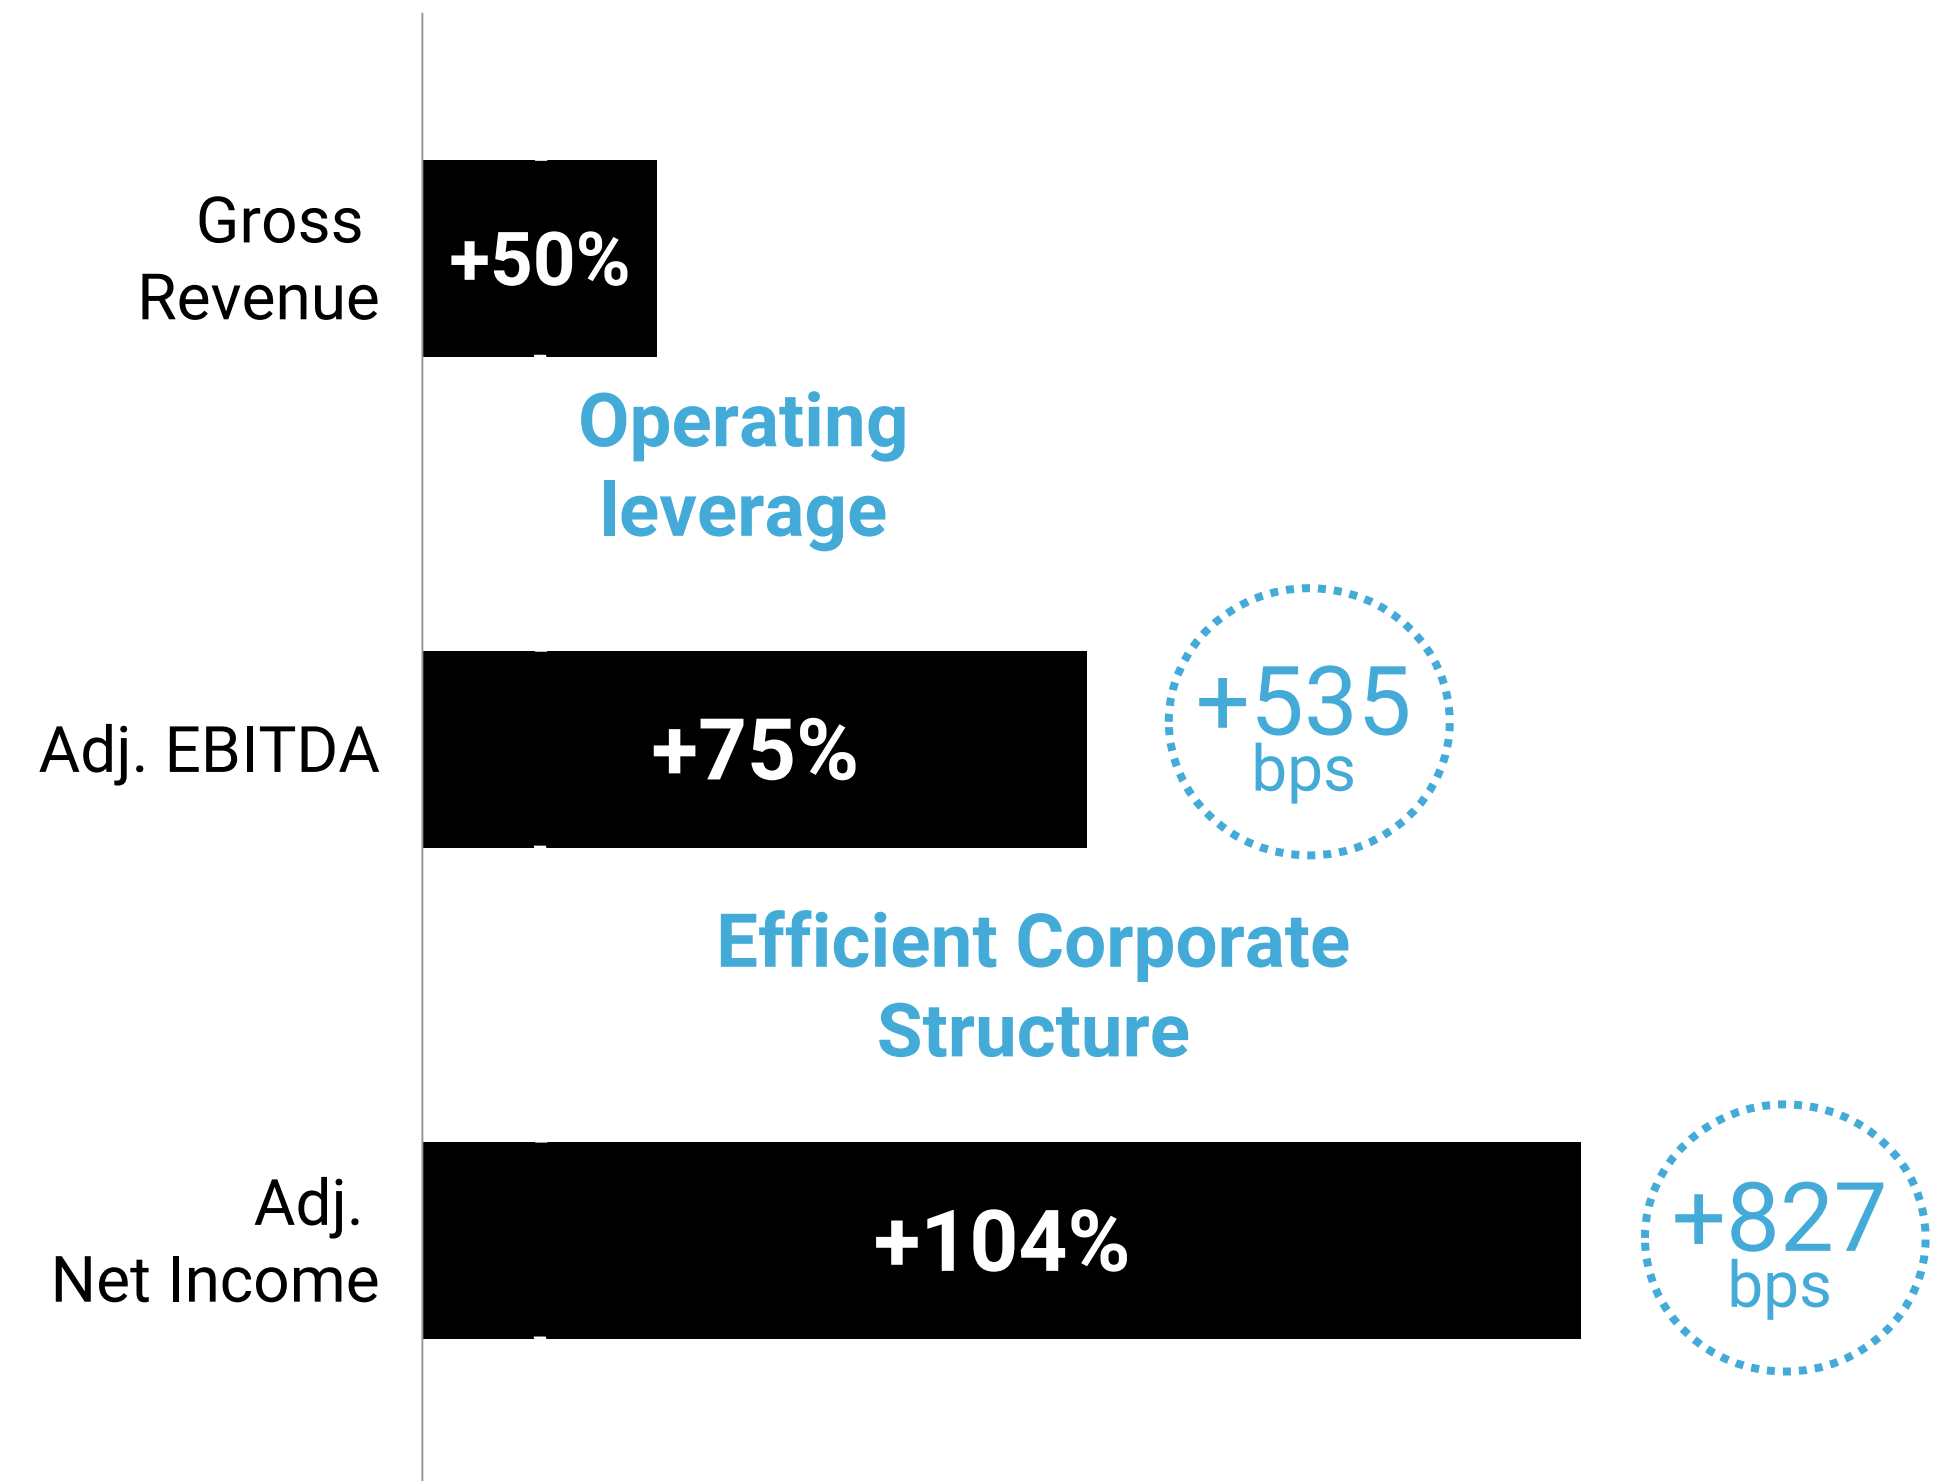 Gross
Revenue
+50%
Operating
leverage
Adj. EBITDA
+75%
+535
bps
Efficient Corporate
Structure
Adj.
Net Income
+104%
+827
bps